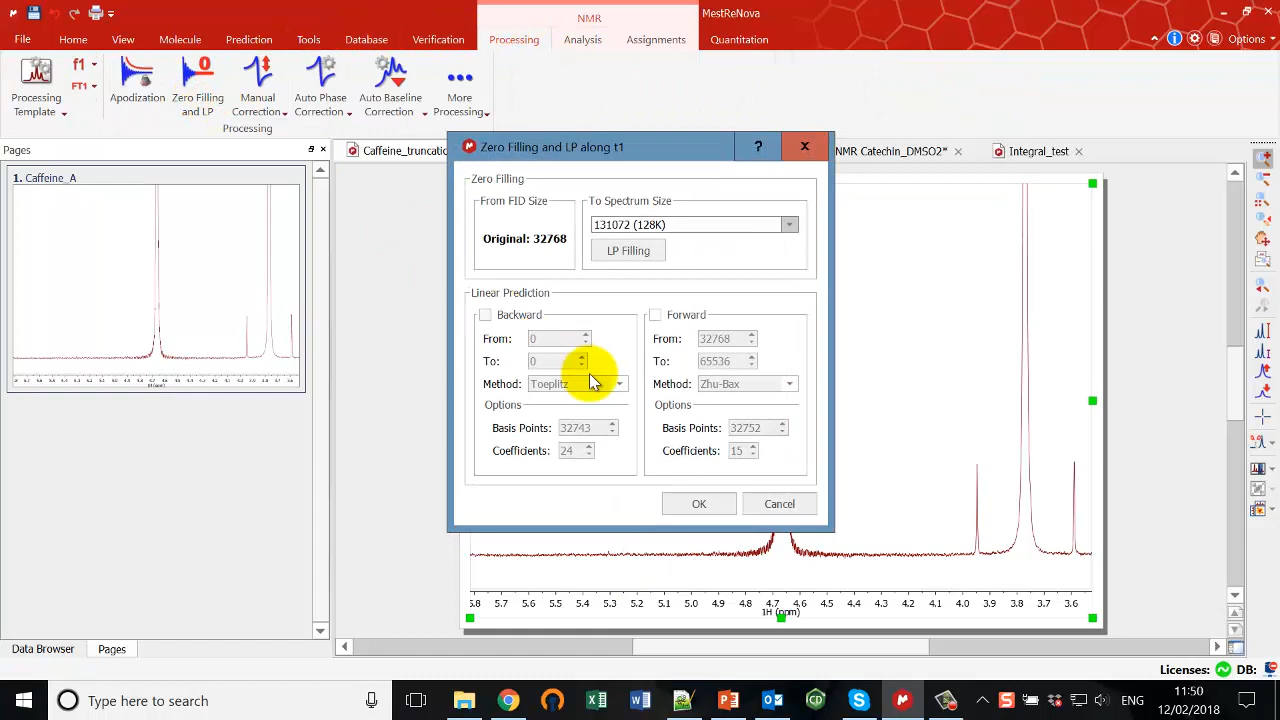 NMR
MestReNova
File
Home
View
Molecule
Prediction
Tools
Database
Verification
Processing
Analysis
Assignments
Quantitation
Options
f1
FT1
Processing
Template
Apodization
Zero Filling
and LP
Manual
Correction
Auto Phase
Correction
Auto Baseline
Correction
More
Processing
Processing
Pages
Caffeine_truncatio
NMR Catechin_DMSO2*
Integral_test
1. Caffeine_A
Zero Filling and LP along t1
Zero Filling
From FID Size
To Spectrum Size
Original: 32768
131072 (128K)
LP Filling
Linear Prediction
Backward
Forward
From: 0
From: 32768
To: 0
To: 65536
Method: Toeplitz
Method: Zhu-Bax
Options
Options
Basis Points: 32743
Basis Points: 32752
Coefficients: 24
Coefficients: 15
OK
Cancel
5.8 5.7 5.6 5.5 5.4 5.3 5.2 5.1 5.0 4.9 4.8 4.7 4.6 4.5 4.4 4.3 4.2 4.1 4.0 3.9 3.8 3.7 3.6
1H (ppm)
Data Browser
Pages
Licenses:
DB:
Type here to search
ENG
11:50
12/02/2018